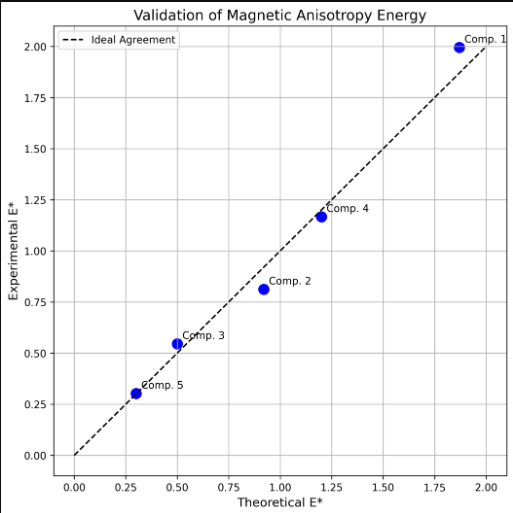 Validation of Magnetic Anisotropy Energy
Ideal Agreement
Comp. 1
Comp. 4
Comp. 2
Comp. 3
Comp. 5
Experimental E*
2.00
1.75
1.50
1.25
1.00
0.75
0.50
0.25
0.00
0.00 0.25 0.50 0.75 1.00 1.25 1.50 1.75 2.00
Theoretical E*